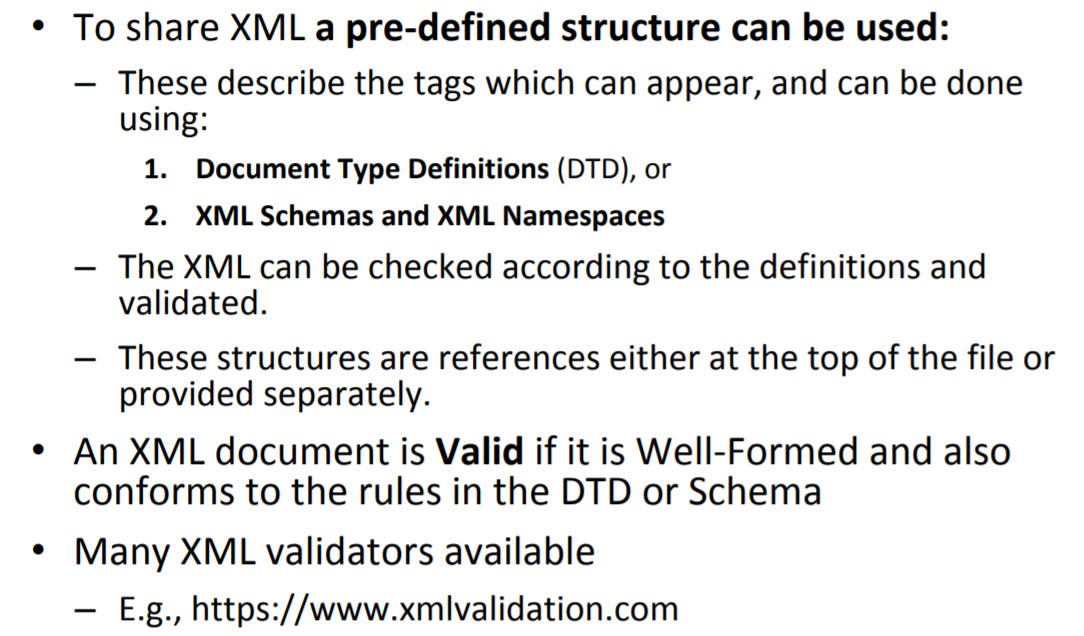 • To share XML a pre-defined structure can be used:
– These describe the tags which can appear, and can be done
using:
1. Document Type Definitions (DTD), or
2. XML Schemas and XML Namespaces
– The XML can be checked according to the definitions and
validated.
– These structures are references either at the top of the file or
provided separately.
• An XML document is Valid if it is Well-Formed and also
conforms to the rules in the DTD or Schema
• Many XML validators available
– E.g., https://www.xmlvalidation.com